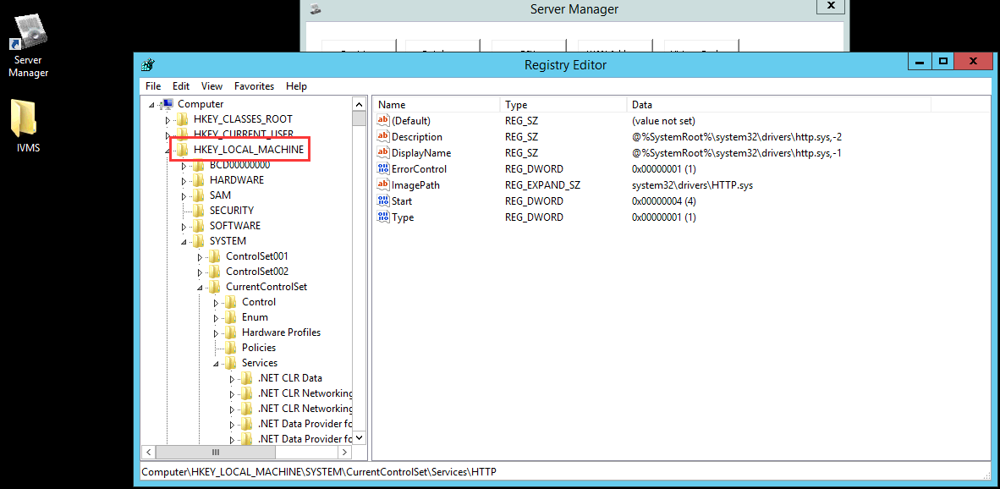 Server Manager
X
Server
Manager
IVMS
Registry Editor
File Edit View Favorites Help
Computer
HKEY_CLASSES_ROOT
HKEY_CURRENT_USER
HKEY_LOCAL_MACHINE
BCD00000000
HARDWARE
SAM
SECURITY
SOFTWARE
SYSTEM
ControlSet001
ControlSet002
CurrentControlSet
Control
Enum
Hardware Profiles
Policies
Services
.NET CLR Data
.NET CLR Networking
.NET CLR Networking
.NET Data Provider fo
.NET Data Provider fo
Name Type Data
(Default) REG_SZ (value not set)
Description REG_SZ @%SystemRoot%\system32\drivers\http.sys,-2
DisplayName REG_SZ @%SystemRoot%\system32\drivers\http.sys,-1
ErrorControl REG_DWORD 0x00000001 (1)
ImagePath REG_EXPAND_SZ system32\drivers\HTTP.sys
Start REG_DWORD 0x00000004 (4)
Type REG_DWORD 0x00000001 (1)
Computer\HKEY_LOCAL_MACHINE\SYSTEM\CurrentControlSet\Services\HTTP